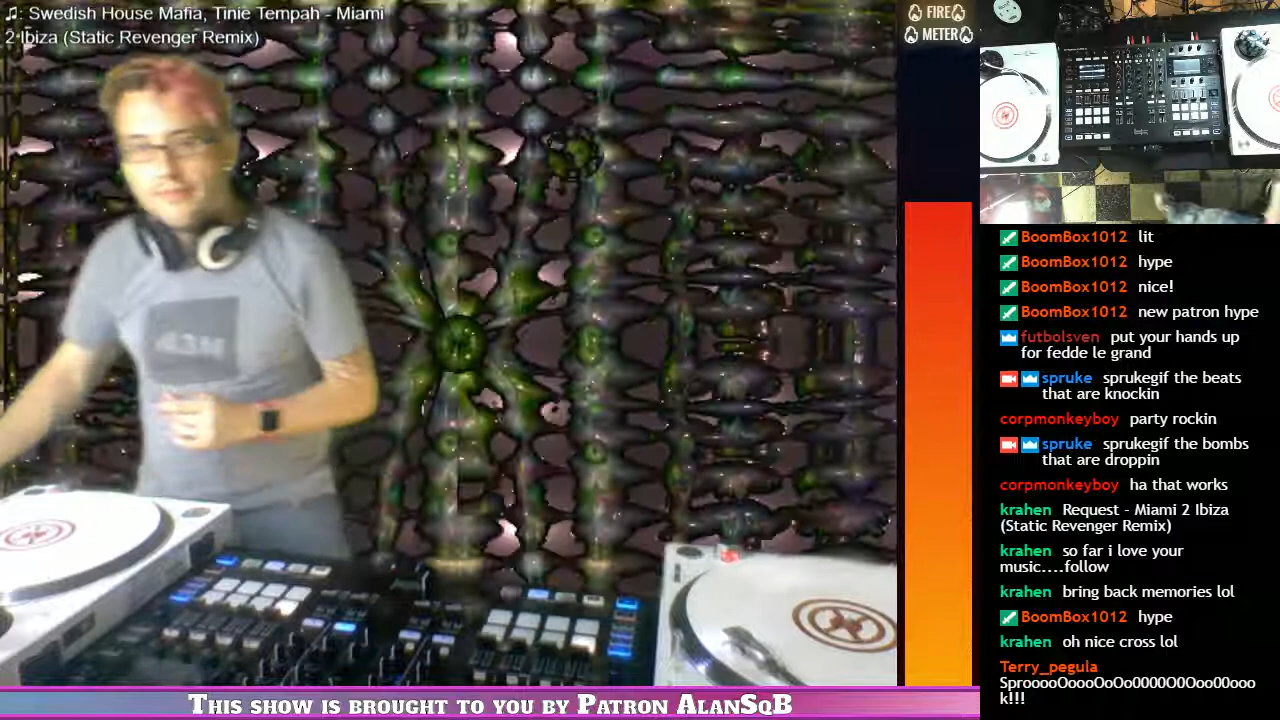 ♫: Swedish House Mafia, Tinie Tempah - Miami
2 Ibiza (Static Revenger Remix)
FIRE
METER
BoomBox1012 lit
BoomBox1012 hype
BoomBox1012 nice!
BoomBox1012 new patron hype
futbolsven put your hands up
for fedde le grand
spruke sprukegif the beats
that are knockin
corpmonkeyboy party rockin
spruke sprukegif the bombs
that are droppin
corpmonkeyboy ha that works
krahen Request - Miami 2 Ibiza
(Static Revenger Remix)
krahen so far i love your
music....follow
krahen bring back memories lol
BoomBox1012 hype
krahen oh nice cross lol
Terry_pegula
SprooooOoooOoOo0000O0Ooo00ooo
k!!!
THIS SHOW IS BROUGHT TO YOU BY PATRON ALANSQB